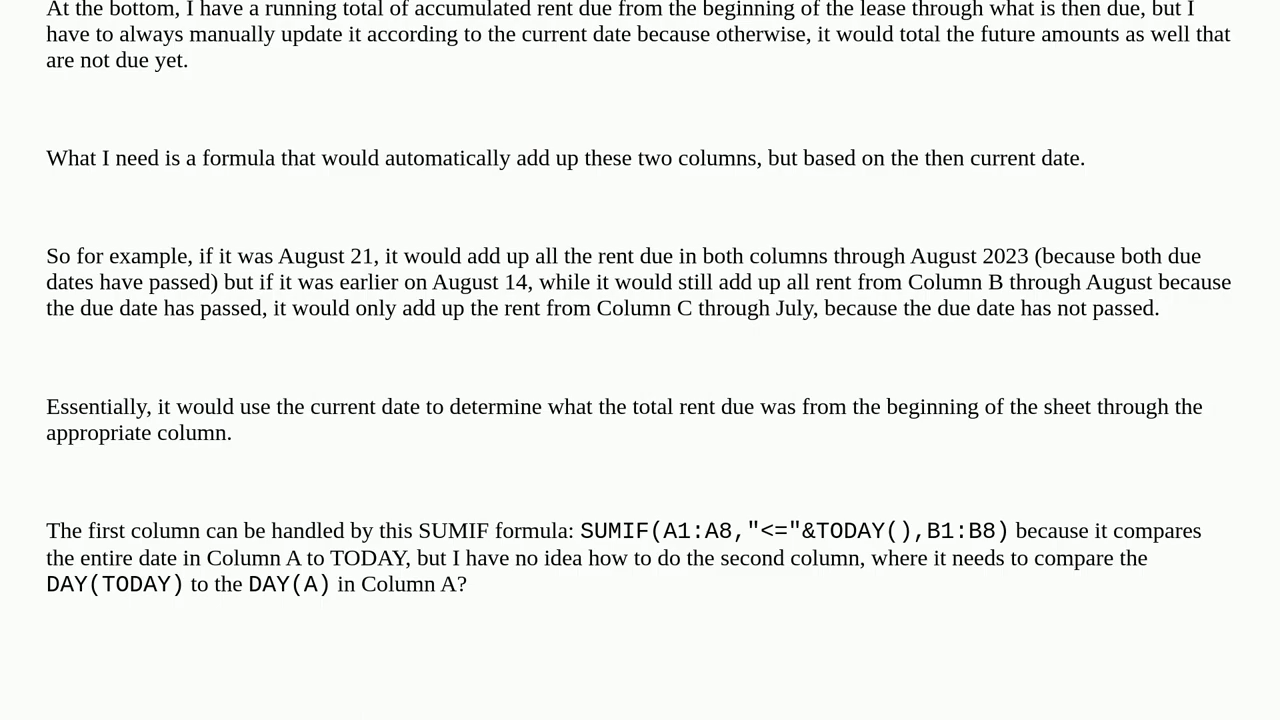 At the bottom, I have a running total of accumulated rent due from the beginning of the lease through what is then due, but I
have to always manually update it according to the current date because otherwise, it would total the future amounts as well that
are not due yet.
What I need is a formula that would automatically add up these two columns, but based on the then current date.
So for example, if it was August 21, it would add up all the rent due in both columns through August 2023 (because both due
dates have passed) but if it was earlier on August 14, while it would still add up all rent from Column B through August because
the due date has passed, it would only add up the rent from Column C through July, because the due date has not passed.
Essentially, it would use the current date to determine what the total rent due was from the beginning of the sheet through the
appropriate column.
The first column can be handled by this SUMIF formula: SUMIF(A1:A8,"<="&TODAY(),B1:B8) because it compares
the entire date in Column A to TODAY, but I have no idea how to do the second column, where it needs to compare the
DAY(TODAY) to the DAY(A) in Column A?